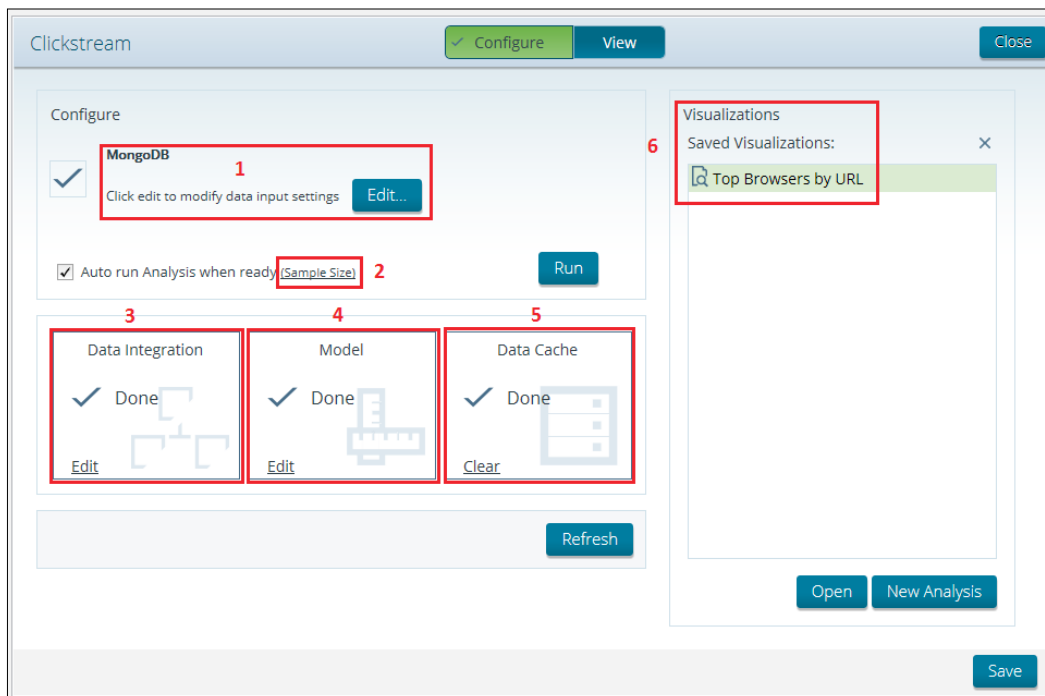 Clickstream
Configure
View
Close
Configure
MongoDB
1
Click edit to modify data input settings
Edit...
Auto run Analysis when ready (Sample Size)
2
Run
3
4
5
Data Integration
Model
Data Cache
Done
Done
Done
Edit
Edit
Clear
Refresh
6
Visualizations
Saved Visualizations:
Top Browsers by URL
Open
New Analysis
Save